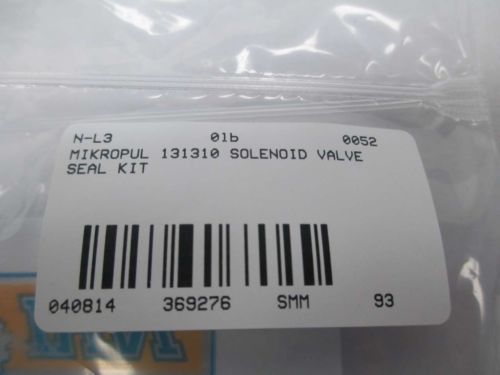 N-L3 01b 0052
MIKROPUL 131310 SOLENOID VALVE
SEAL KIT
040814 369276 SMM 93